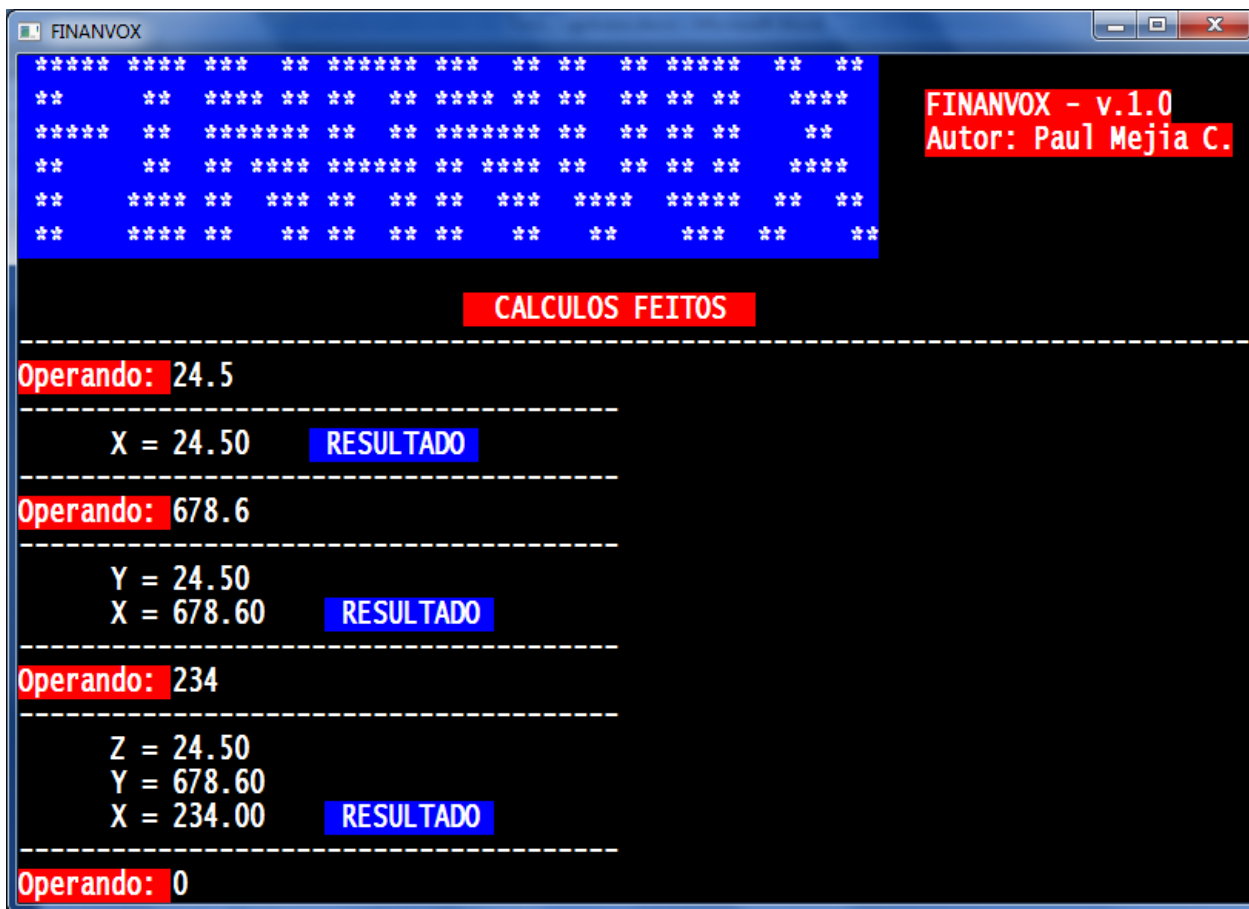 FINANVOX
***** **** ***  ** ****** ***  ** **  ** *****  **  **
**     **  **** ** **  ** **** ** **  ** ** **   ****
*****  **  ******* **  ** ******* **  ** ** **    **
**     **  ** **** ****** ** **** **  ** ** **   ****
**    **** **  *** **  ** **  ***  ****  *****  **  **
**    **** **   ** **  ** **   **   **    ***  **    **
FINANVOX - v.1.0
Autor: Paul Mejia C.
CALCULOS FEITOS
--------------------------------------------------------------------------------
Operando: 24.5
---------------------------------------
X = 24.50 RESULTADO
---------------------------------------
Operando: 678.6
---------------------------------------
Y = 24.50
X = 678.60 RESULTADO
---------------------------------------
Operando: 234
---------------------------------------
Z = 24.50
Y = 678.60
X = 234.00 RESULTADO
---------------------------------------
Operando: 0